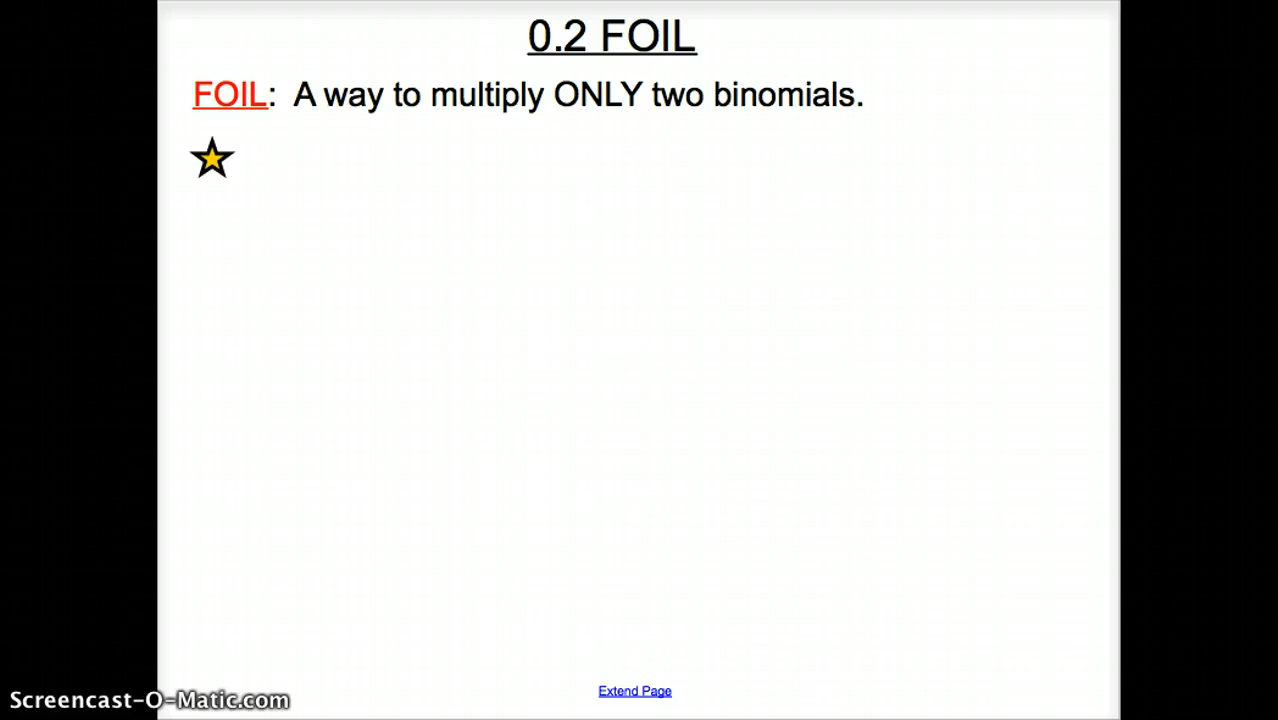 0.2 FOIL
FOIL: A way to multiply ONLY two binomials.
Extend Page
Screencast-O-Matic.com